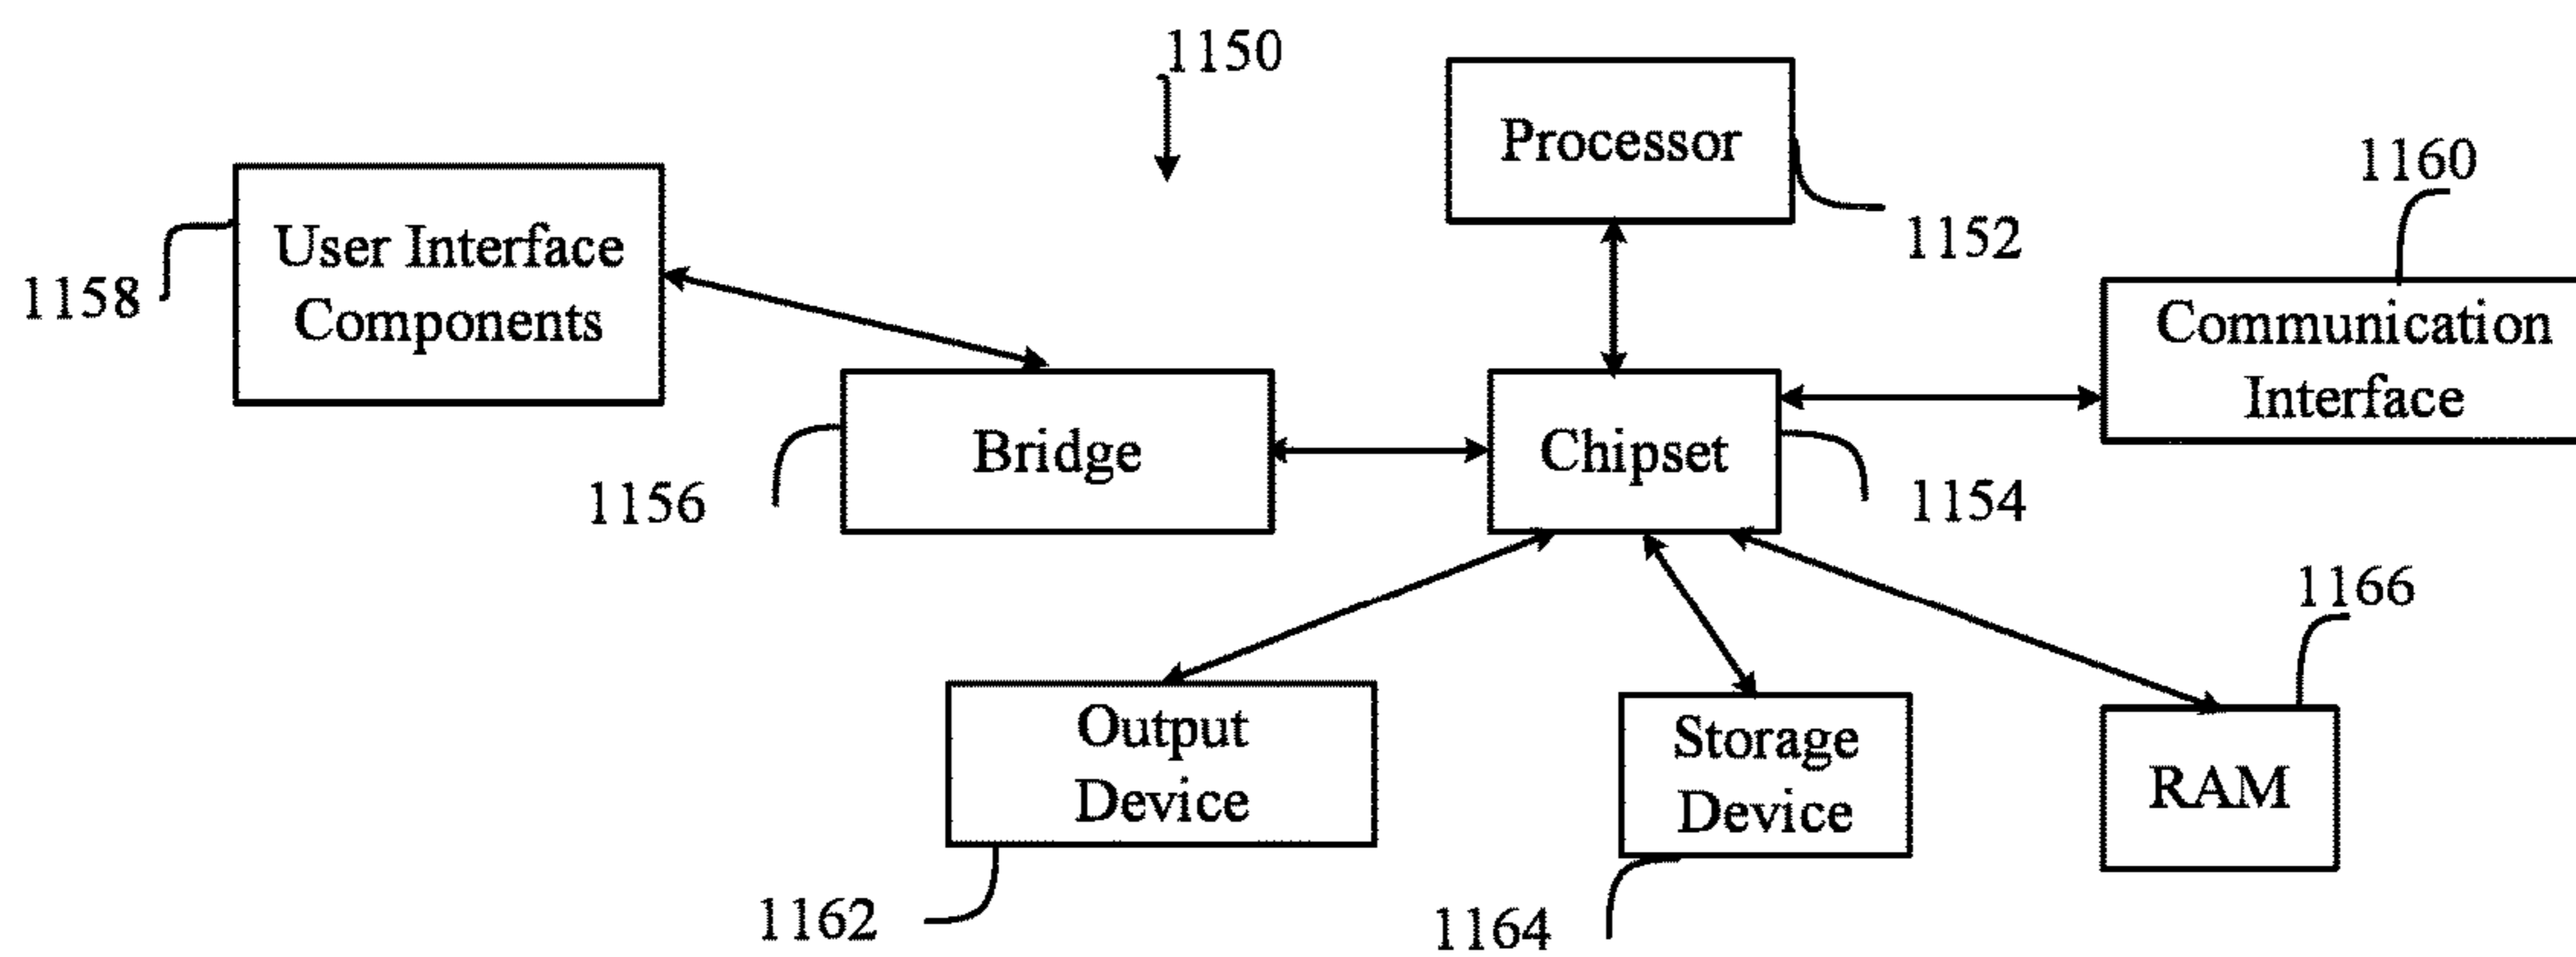 1150
Processor
1160
1152
User Interface
Components
1158
Communication
Interface
Bridge
1156
Chipset
1154
1166
Output
Device
1162
Storage
Device
1164
RAM